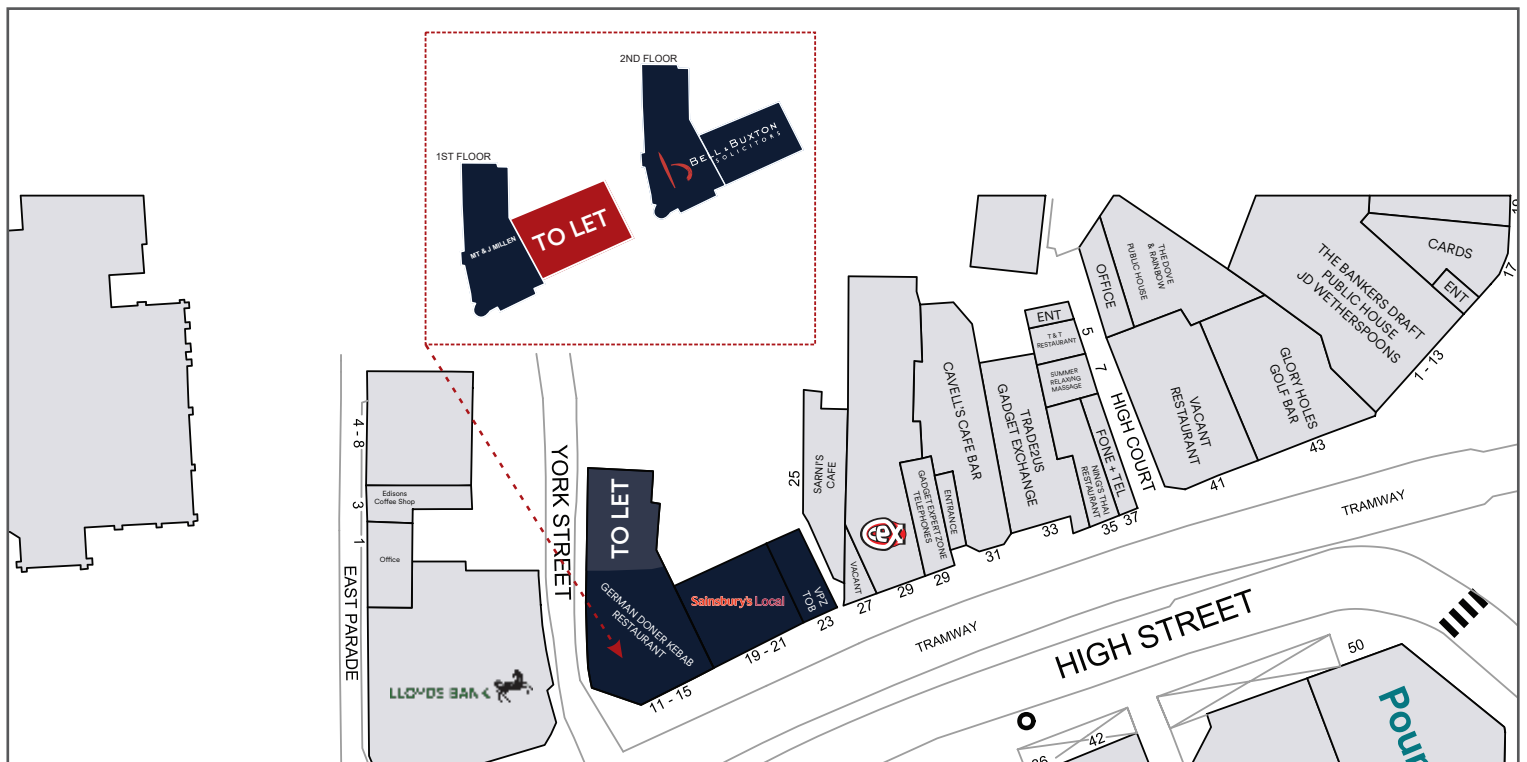 2ND FLOOR
BELL & BUXTON
SOLICITORS
1ST FLOOR
MT & J MILLEN
TO LET
4 - 8
Edisons
Coffee Shop
3
1
Office
EAST PARADE
LLOYDS BANK
YORK STREET
TO LET
GERMAN DONER KEBAB
RESTAURANT
11 - 15
Sainsbury's Local
19 - 21
VPZ
TOB
23
25
SARNI'S
CAFE
VACANT
27
CeX
29
GADGET EXPERT ZONE
TELEPHONES
ENTRANCE
29
CAVELL'S CAFE BAR
31
TRADE2US
GADGET EXCHANGE
33
ENT
T & T
RESTAURANT
5
SUMMER
RELAXING
MASSAGE
7
HIGH COURT
FONE + TEL
NING'S THAI
RESTAURANT
35
37
OFFICE
THE DOVE
& RAINBOW
PUBLIC HOUSE
VACANT
RESTAURANT
41
GLORY HOLES
GOLF BAR
43
THE BANKERS DRAFT
PUBLIC HOUSE
JD WETHERSPOONS
1 - 13
CARDS
ENT
17
TRAMWAY
TRAMWAY
HIGH STREET
50
42